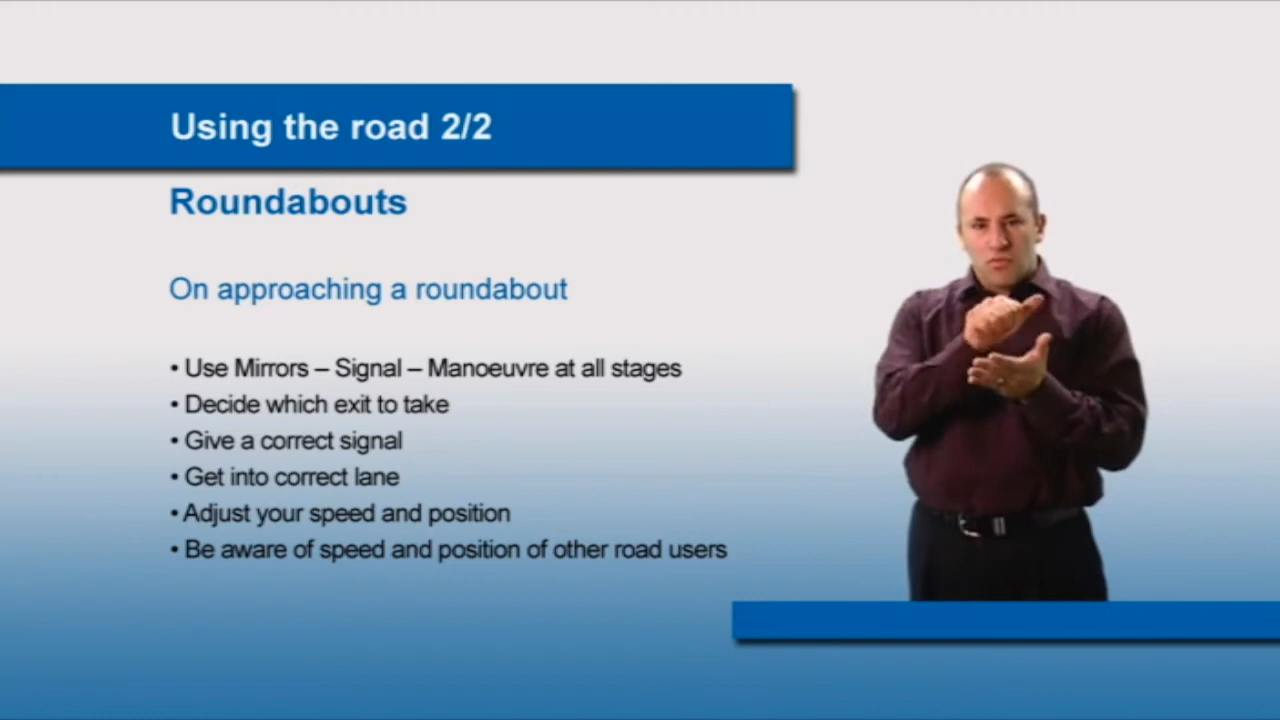 Using the road 2/2
Roundabouts
On approaching a roundabout
• Use Mirrors – Signal – Manoeuvre at all stages
• Decide which exit to take
• Give a correct signal
• Get into correct lane
• Adjust your speed and position
• Be aware of speed and position of other road users